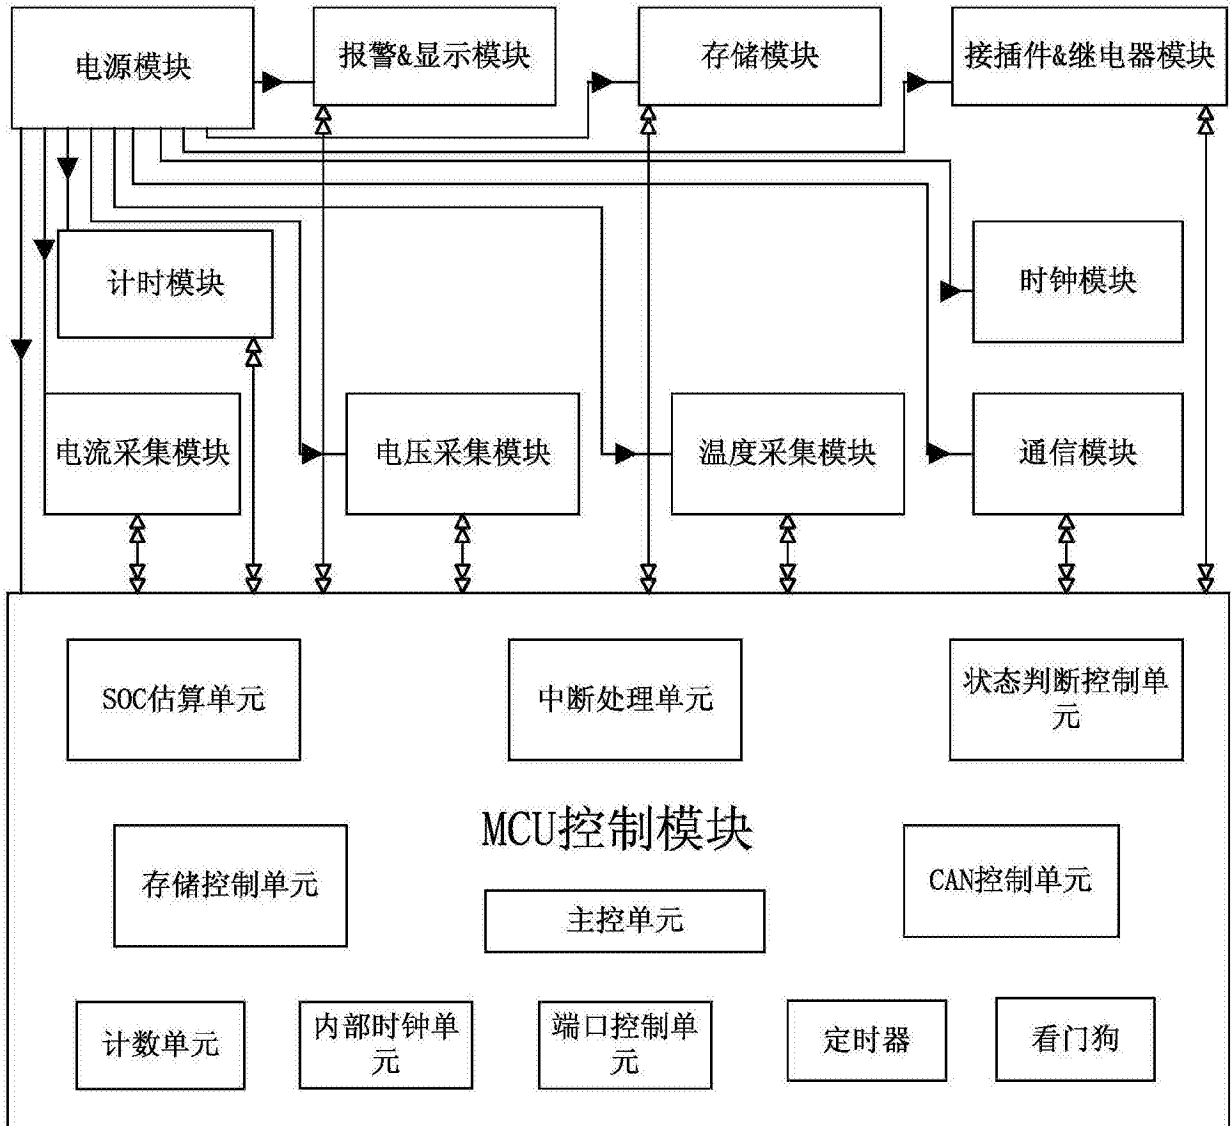 电源模块
报警&显示模块
存储模块
接插件&继电器模块
计时模块
时钟模块
电流采集模块
电压采集模块
温度采集模块
通信模块
SOC估算单元
中断处理单元
状态判断控制单
元
MCU控制模块
存储控制单元
CAN控制单元
主控单元
计数单元
内部时钟单
元
端口控制单
元
定时器
看门狗